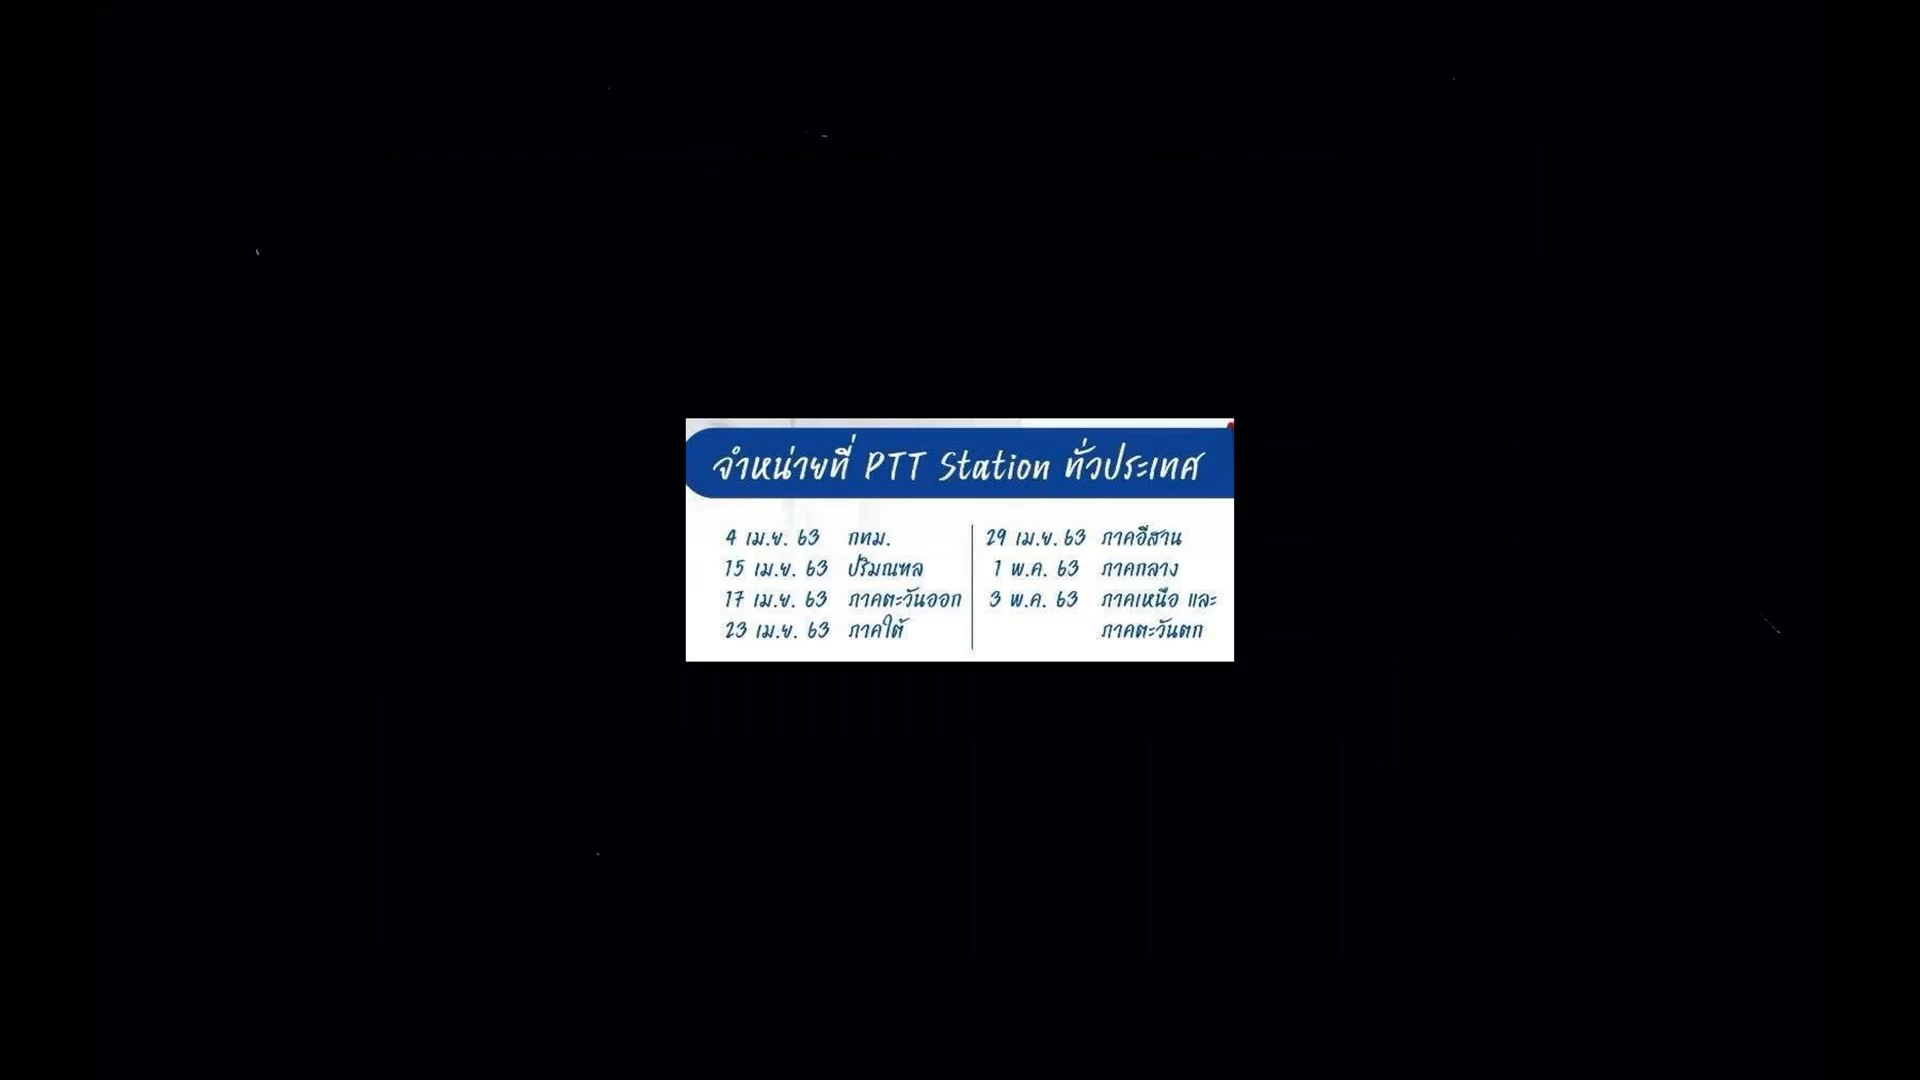 จำหน่ายที่ PTT Station ทั่วประเทศ
4 เม.ย. 63 กทม.
15 เม.ย. 63 ปริมณฑล
17 เม.ย. 63 ภาคตะวันออก
23 เม.ย. 63 ภาคใต้
29 เม.ย. 63 ภาคอีสาน
1 พ.ค. 63 ภาคกลาง
3 พ.ค. 63 ภาคเหนือ และ
ภาคตะวันตก